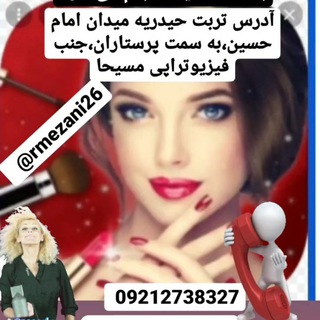 آدرس تربت حیدریه میدان امام
حسین،به سمت پرستاران،جنب
فیزیوتراپی مسیحا
@rmezani26
09212738327